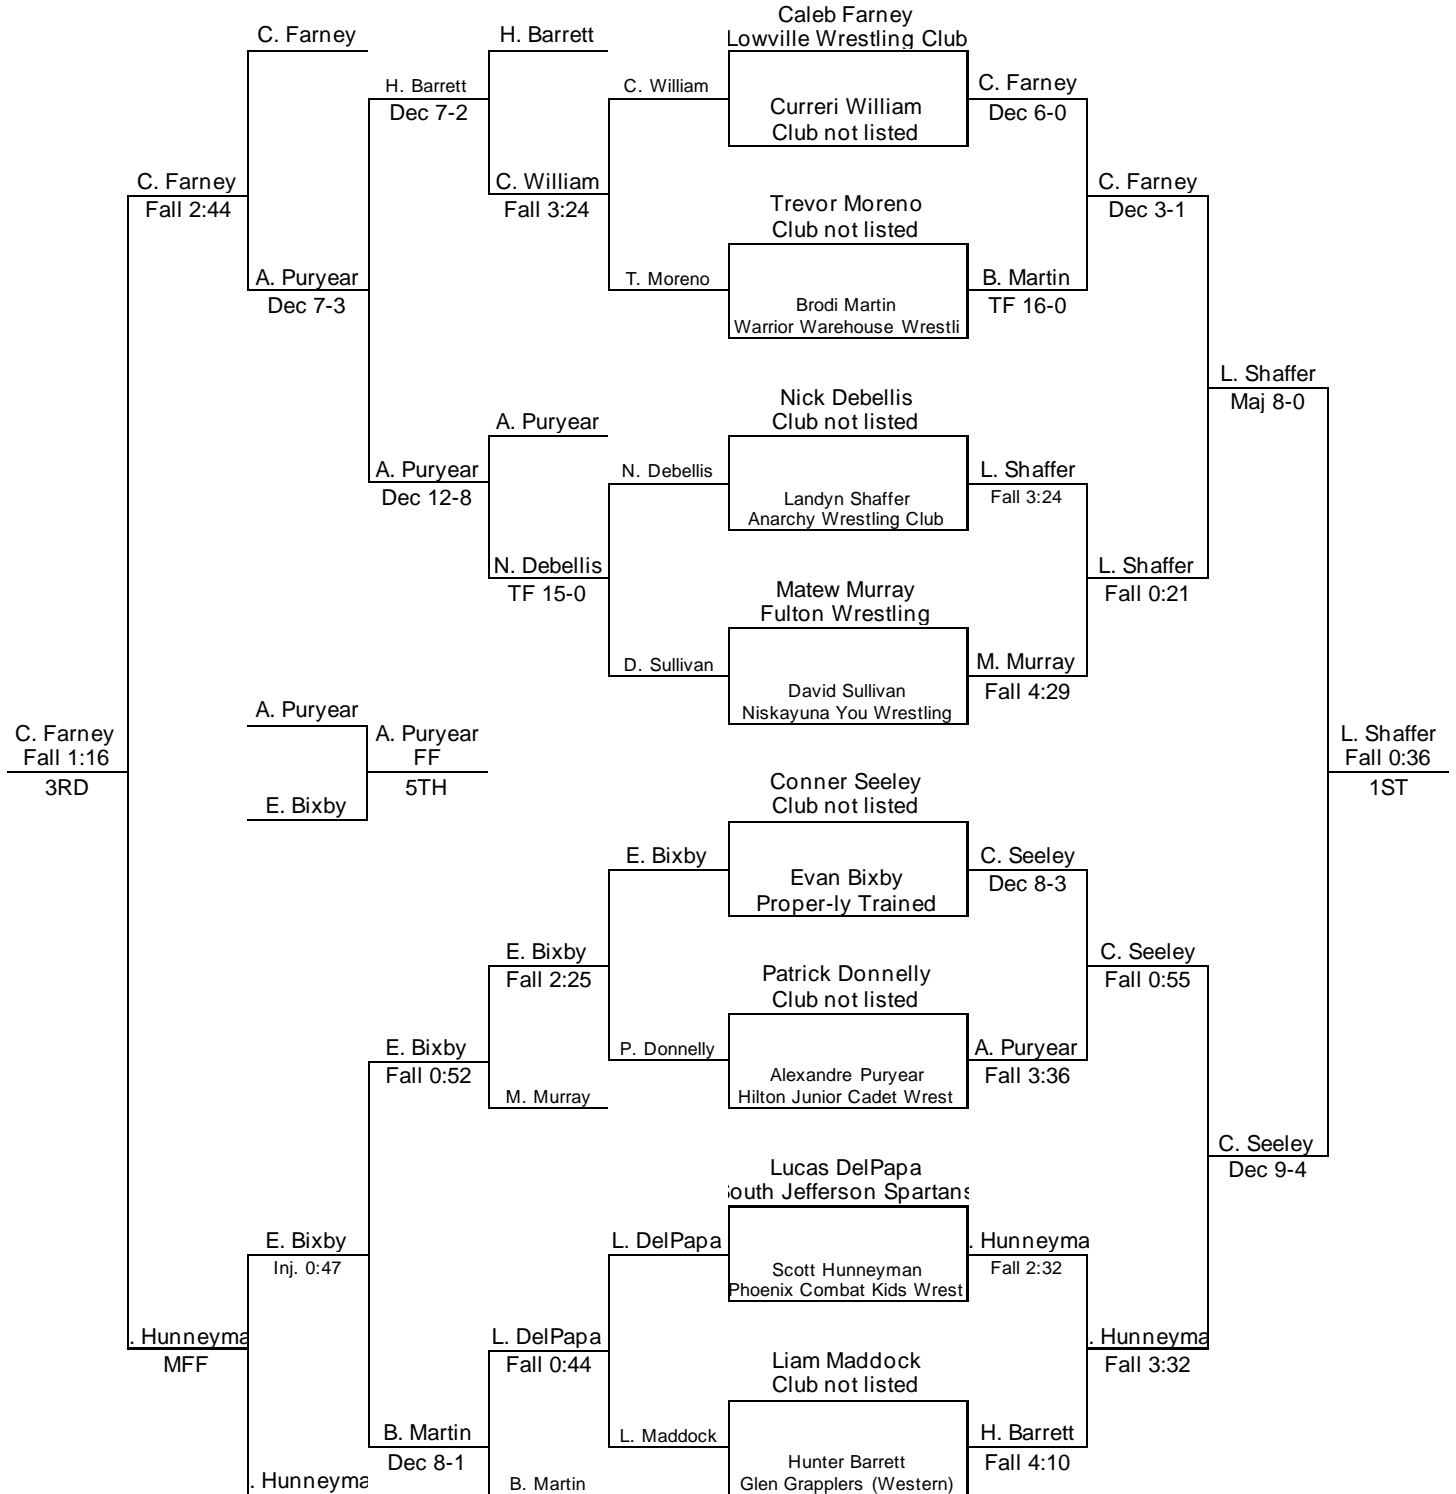 Caleb Farney
Lowville Wrestling Club
C. Farney
H. Barrett
H. Barrett
Dec 7-2
C. William
Curreri William
Club not listed
C. Farney
Dec 6-0
C. Farney
Fall 2:44
C. William
Fall 3:24
Trevor Moreno
Club not listed
C. Farney
Dec 3-1
A. Puryear
Dec 7-3
T. Moreno
Brodi Martin
Warrior Warehouse Wrestli
B. Martin
TF 16-0
L. Shaffer
Maj 8-0
Nick Debellis
Club not listed
A. Puryear
A. Puryear
Dec 12-8
N. Debellis
Landyn Shaffer
Anarchy Wrestling Club
L. Shaffer
Fall 3:24
N. Debellis
TF 15-0
Matew Murray
Fulton Wrestling
L. Shaffer
Fall 0:21
D. Sullivan
David Sullivan
Niskayuna You Wrestling
M. Murray
Fall 4:29
A. Puryear
C. Farney
Fall 1:16
3RD
A. Puryear
FF
5TH
E. Bixby
L. Shaffer
Fall 0:36
1ST
Conner Seeley
Club not listed
E. Bixby
Evan Bixby
Proper-ly Trained
C. Seeley
Dec 8-3
E. Bixby
Fall 2:25
Patrick Donnelly
Club not listed
C. Seeley
Fall 0:55
E. Bixby
Fall 0:52
P. Donnelly
Alexandre Puryear
Hilton Junior Cadet Wrest
A. Puryear
Fall 3:36
M. Murray
C. Seeley
Dec 9-4
Lucas DelPapa
South Jefferson Spartans
E. Bixby
Inj. 0:47
L. DelPapa
Scott Hunneyman
Phoenix Combat Kids Wrest
. Hunneyma
Fall 2:32
. Hunneyma
MFF
L. DelPapa
Fall 0:44
Liam Maddock
Club not listed
. Hunneyma
Fall 3:32
B. Martin
Dec 8-1
L. Maddock
Hunter Barrett
Glen Grapplers (Western)
H. Barrett
Fall 4:10
. Hunneyma
B. Martin